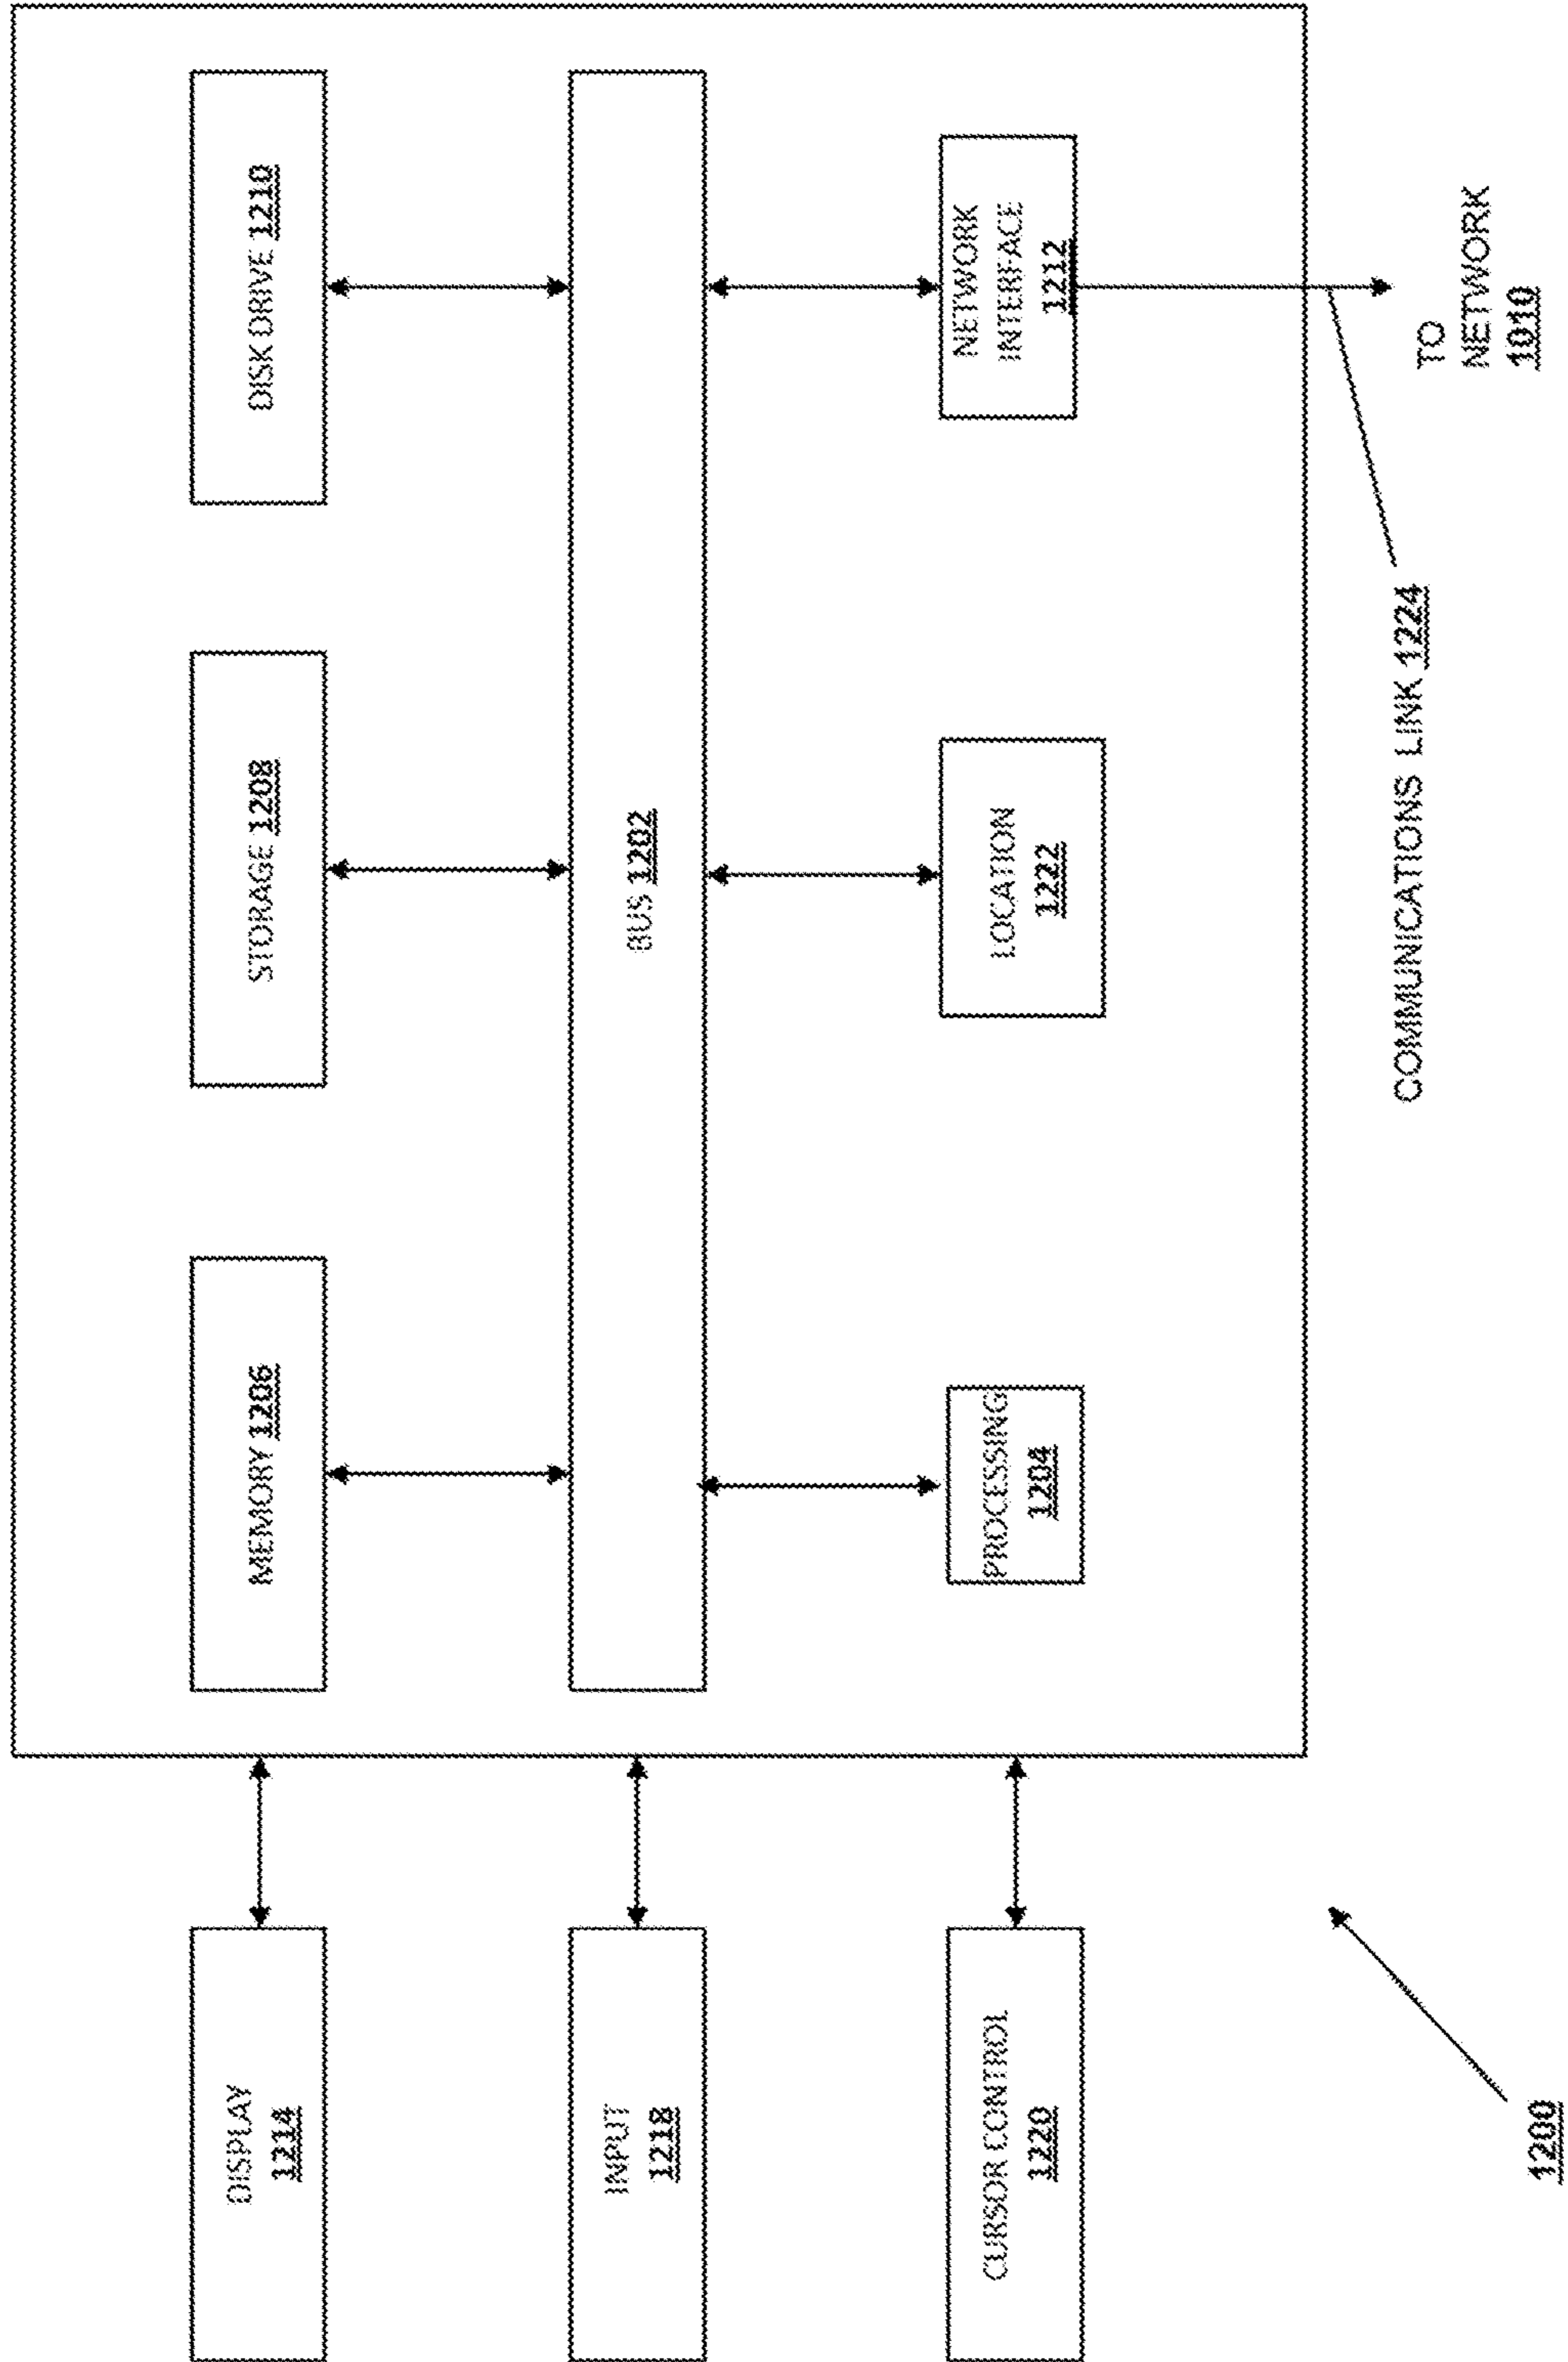 DISPLAY
1214
MEMORY 1206
STORAGE 1208
DISK DRIVE 1210
INPUT
1218
BUS 1202
CURSOR CONTROL
1220
PROCESSING
1204
LOCATION
1222
NETWORK
INTERFACE
1212
COMMUNICATIONS LINK 1224
TO
NETWORK
1010
1200